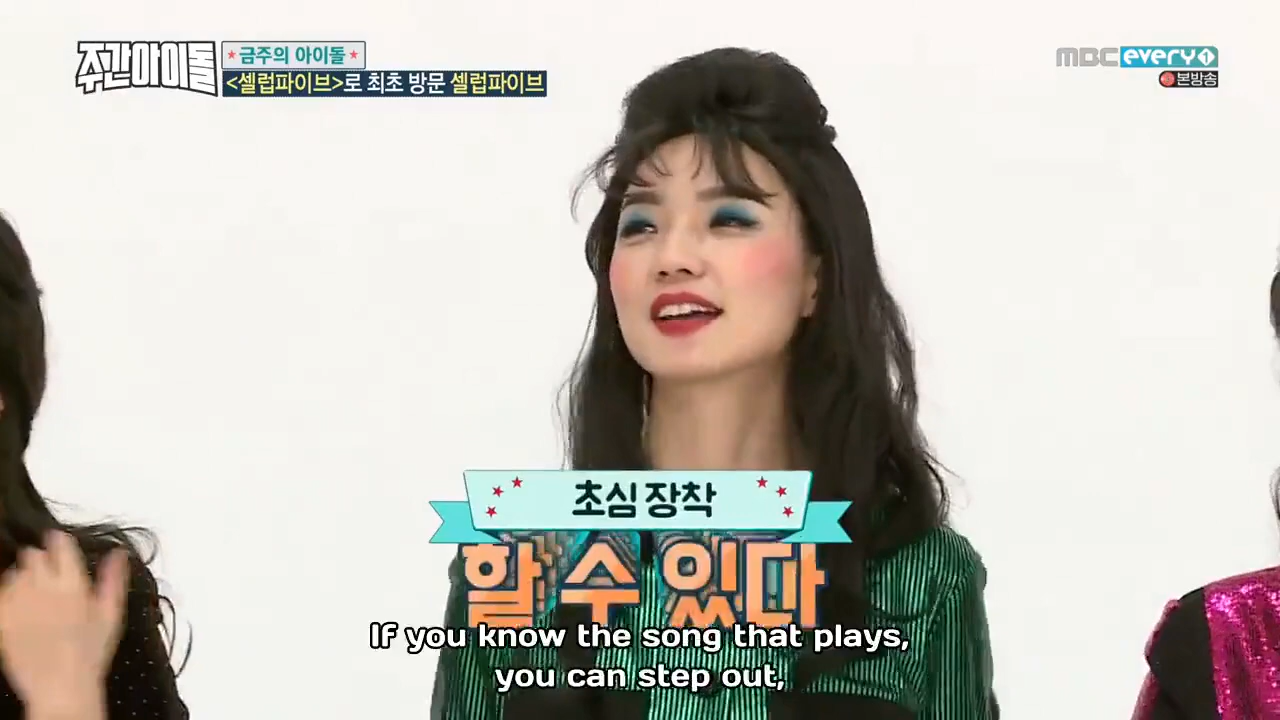 주간아이돌
금주의 아이돌
<셀럽파이브>로 최초 방문 셀럽파이브
MBC every1
본방송
초심 장착
할 수 있다
If you know the song that plays,
you can step out,